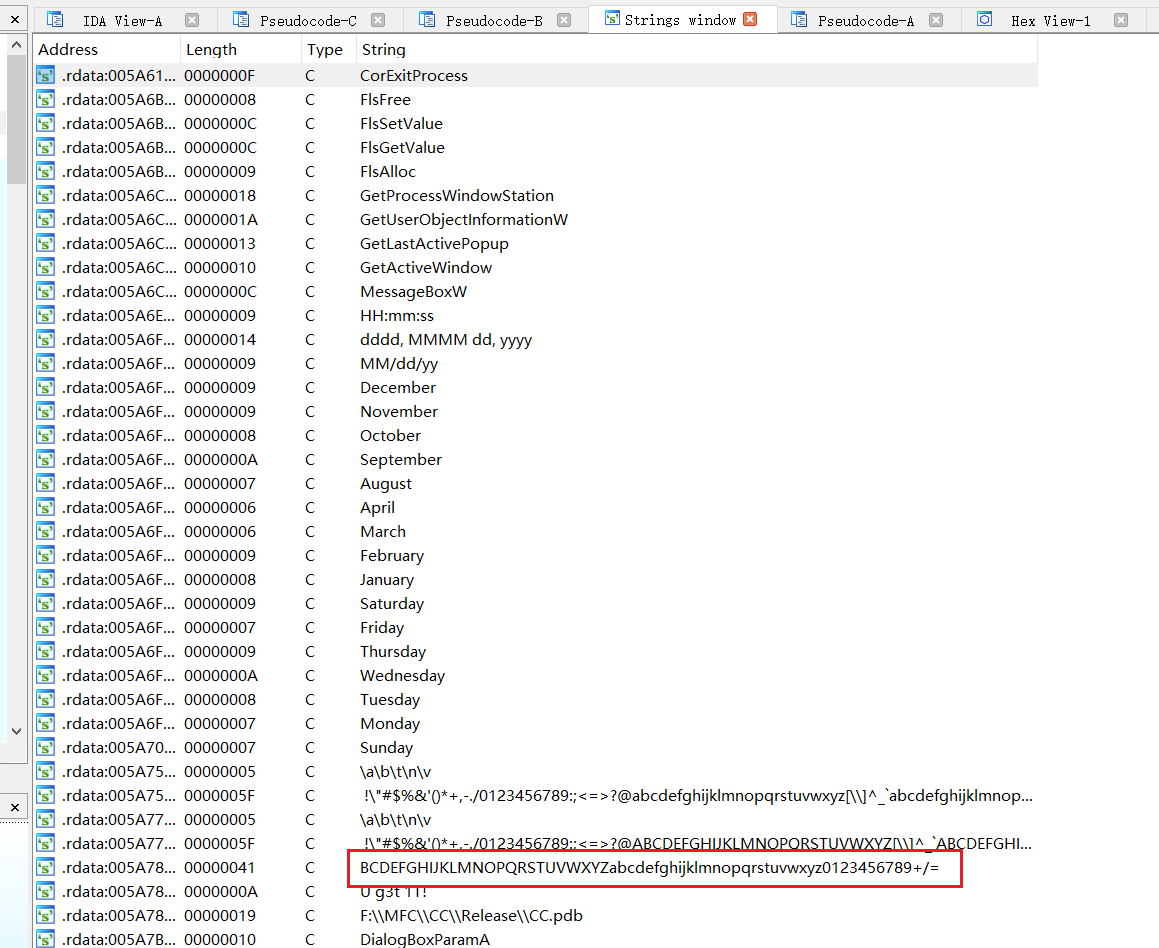 IDA View-A Pseudocode-C Pseudocode-B Strings window Pseudocode-A Hex View-1
Address Length Type String
.rdata:005A61... 0000000F C CorExitProcess
.rdata:005A6B... 00000008 C FlsFree
.rdata:005A6B... 0000000C C FlsSetValue
.rdata:005A6B... 0000000C C FlsGetValue
.rdata:005A6B... 00000009 C FlsAlloc
.rdata:005A6C... 00000018 C GetProcessWindowStation
.rdata:005A6C... 0000001A C GetUserObjectInformationW
.rdata:005A6C... 00000013 C GetLastActivePopup
.rdata:005A6C... 00000010 C GetActiveWindow
.rdata:005A6C... 0000000C C MessageBoxW
.rdata:005A6E... 00000009 C HH:mm:ss
.rdata:005A6F... 00000014 C dddd, MMMM dd, yyyy
.rdata:005A6F... 00000009 C MM/dd/yy
.rdata:005A6F... 00000009 C December
.rdata:005A6F... 00000009 C November
.rdata:005A6F... 00000008 C October
.rdata:005A6F... 0000000A C September
.rdata:005A6F... 00000007 C August
.rdata:005A6F... 00000006 C April
.rdata:005A6F... 00000006 C March
.rdata:005A6F... 00000009 C February
.rdata:005A6F... 00000008 C January
.rdata:005A6F... 00000009 C Saturday
.rdata:005A6F... 00000007 C Friday
.rdata:005A6F... 00000009 C Thursday
.rdata:005A6F... 0000000A C Wednesday
.rdata:005A6F... 00000008 C Tuesday
.rdata:005A6F... 00000007 C Monday
.rdata:005A70... 00000007 C Sunday
.rdata:005A75... 00000005 C \a\b\t\n\v
.rdata:005A75... 0000005F C !\"#$%&'()*+,-./0123456789:;<=>?@abcdefghijklmnopqrstuvwxyz[\\]^_`abcdefghijklmnop...
.rdata:005A77... 00000005 C \a\b\t\n\v
.rdata:005A77... 0000005F C !\"#$%&'()*+,-./0123456789:;<=>?@ABCDEFGHIJKLMNOPQRSTUVWXYZ[\\]^_`ABCDEFGHI...
.rdata:005A78... 00000041 C BCDEFGHIJKLMNOPQRSTUVWXYZabcdefghijklmnopqrstuvwxyz0123456789+/=
.rdata:005A78... 0000000A C U g3t 1T!
.rdata:005A78... 00000019 C F:\\MFC\\CC\\Release\\CC.pdb
.rdata:005A7B... 00000010 C DialogBoxParamA